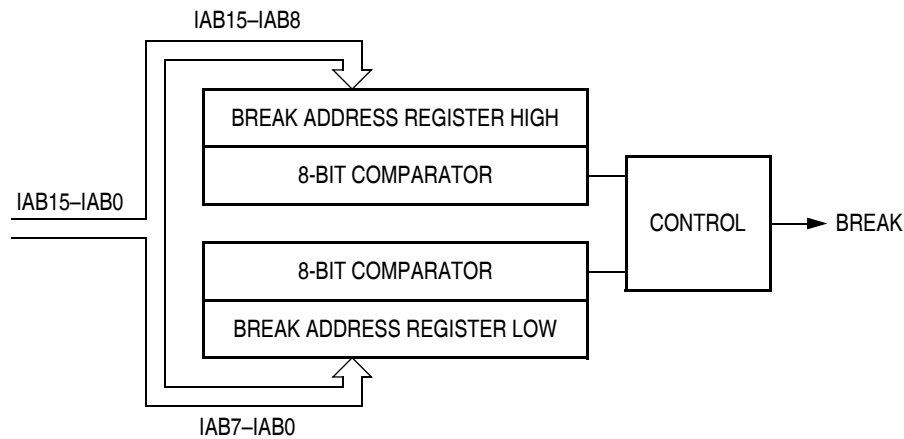 IAB15–IAB8
BREAK ADDRESS REGISTER HIGH
8-BIT COMPARATOR
IAB15–IAB0
CONTROL
BREAK
8-BIT COMPARATOR
BREAK ADDRESS REGISTER LOW
IAB7–IAB0